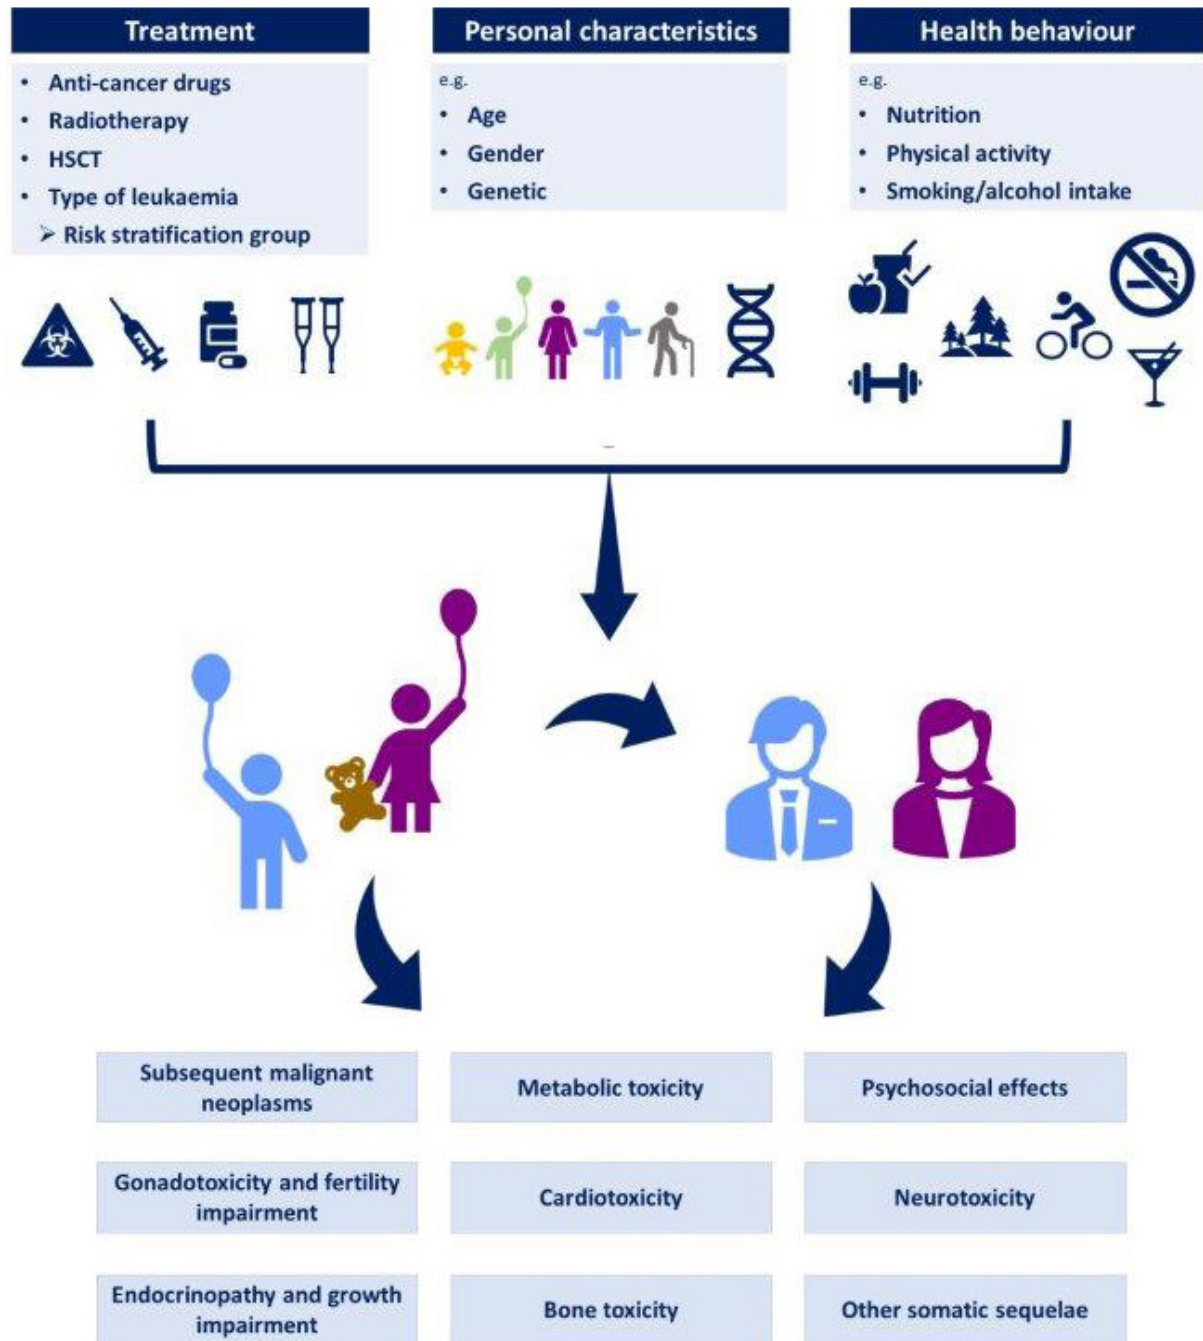 Treatment
• Anti-cancer drugs
• Radiotherapy
• HSCT
• Type of leukaemia
➢ Risk stratification group
Personal characteristics
e.g.
• Age
• Gender
• Genetic
Health behaviour
e.g.
• Nutrition
• Physical activity
• Smoking/alcohol intake
Subsequent malignant
neoplasms
Metabolic toxicity
Psychosocial effects
Gonadotoxicity and fertility
impairment
Cardiotoxicity
Neurotoxicity
Endocrinopathy and growth
impairment
Bone toxicity
Other somatic sequelae